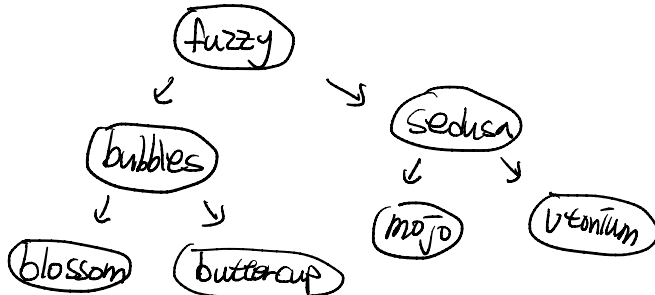 fuzzy
sedusa
bubbles
mojo
utonium
blossom
buttercup